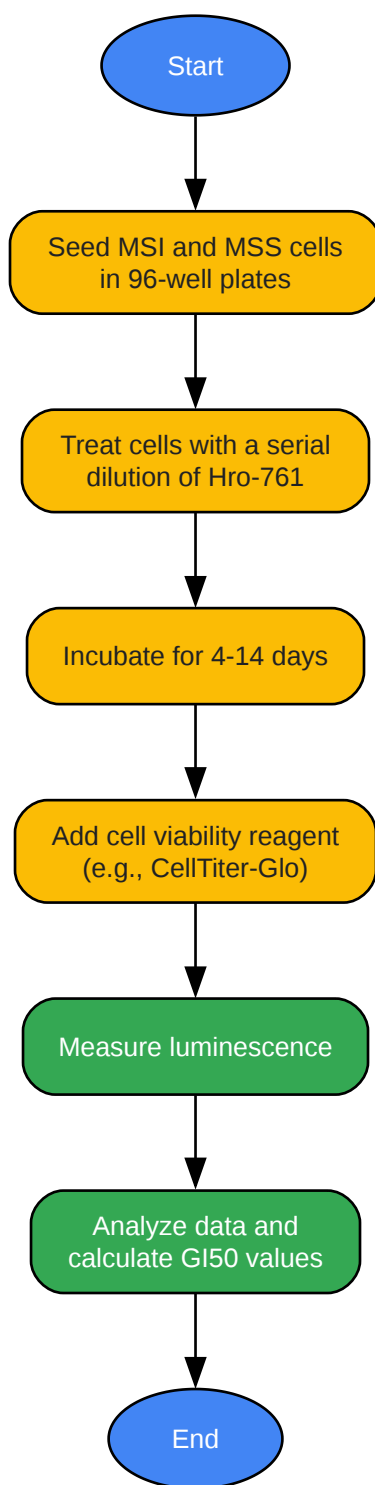 Start
Seed MSI and MSS cells
in 96-well plates
Treat cells with a serial
dilution of Hro-761
Incubate for 4-14 days
Add cell viability reagent
(e.g., CellTiter-Glo)
Measure luminescence
Analyze data and
calculate GI50 values
End